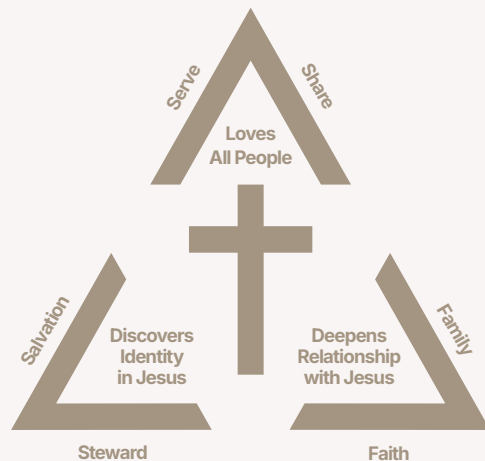 Serve
Share
Loves
All People
Salvation
Family
Discovers
Identity
in Jesus
Deepens
Relationship
with Jesus
Steward
Faith